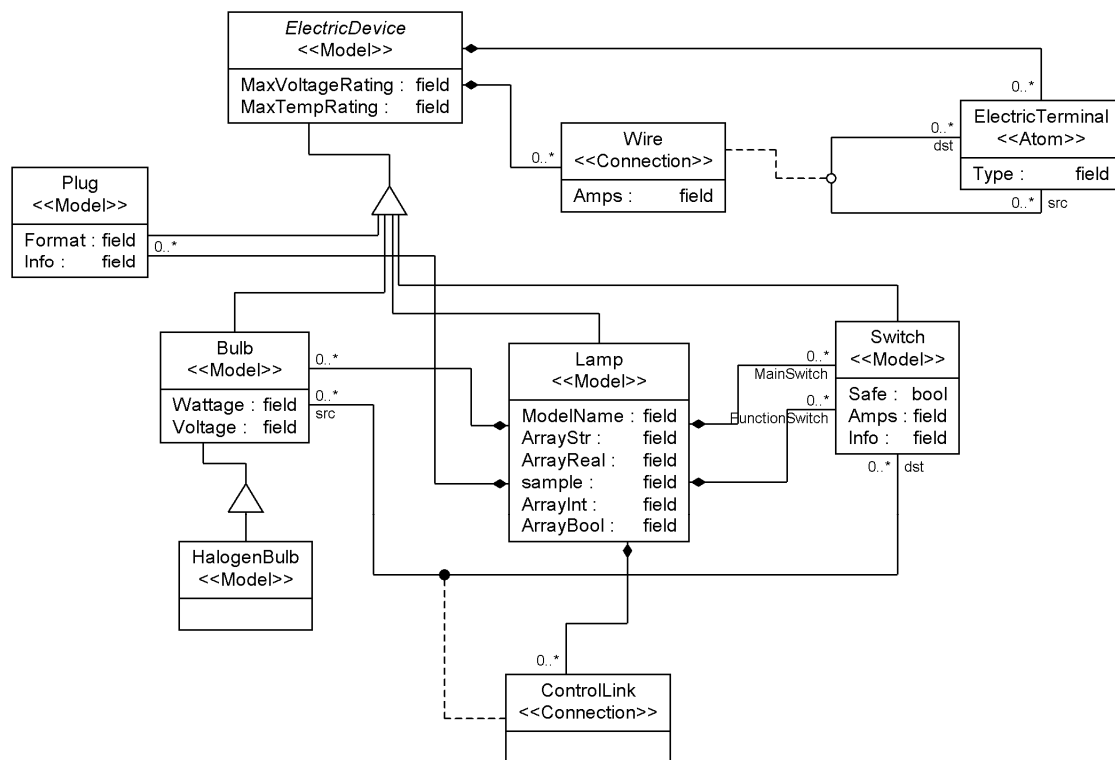 ElectricDevice
<<Model>>
MaxVoltageRating : field
MaxTempRating : field
0..*
ElectricTerminal
<<Atom>>
Type : field
0..*
dst
0..* src
Wire
<<Connection>>
Amps : field
0..*
Plug
<<Model>>
Format : field
Info : field
0..*
Bulb
<<Model>>
Wattage : field
Voltage : field
0..*
0..*
src
Lamp
<<Model>>
ModelName : field
ArrayStr : field
ArrayReal : field
sample : field
ArrayInt : field
ArrayBool : field
0..*
MainSwitch
0..*
FunctionSwitch
Switch
<<Model>>
Safe : bool
Amps : field
Info : field
0..* dst
HalogenBulb
<<Model>>
0..*
ControlLink
<<Connection>>